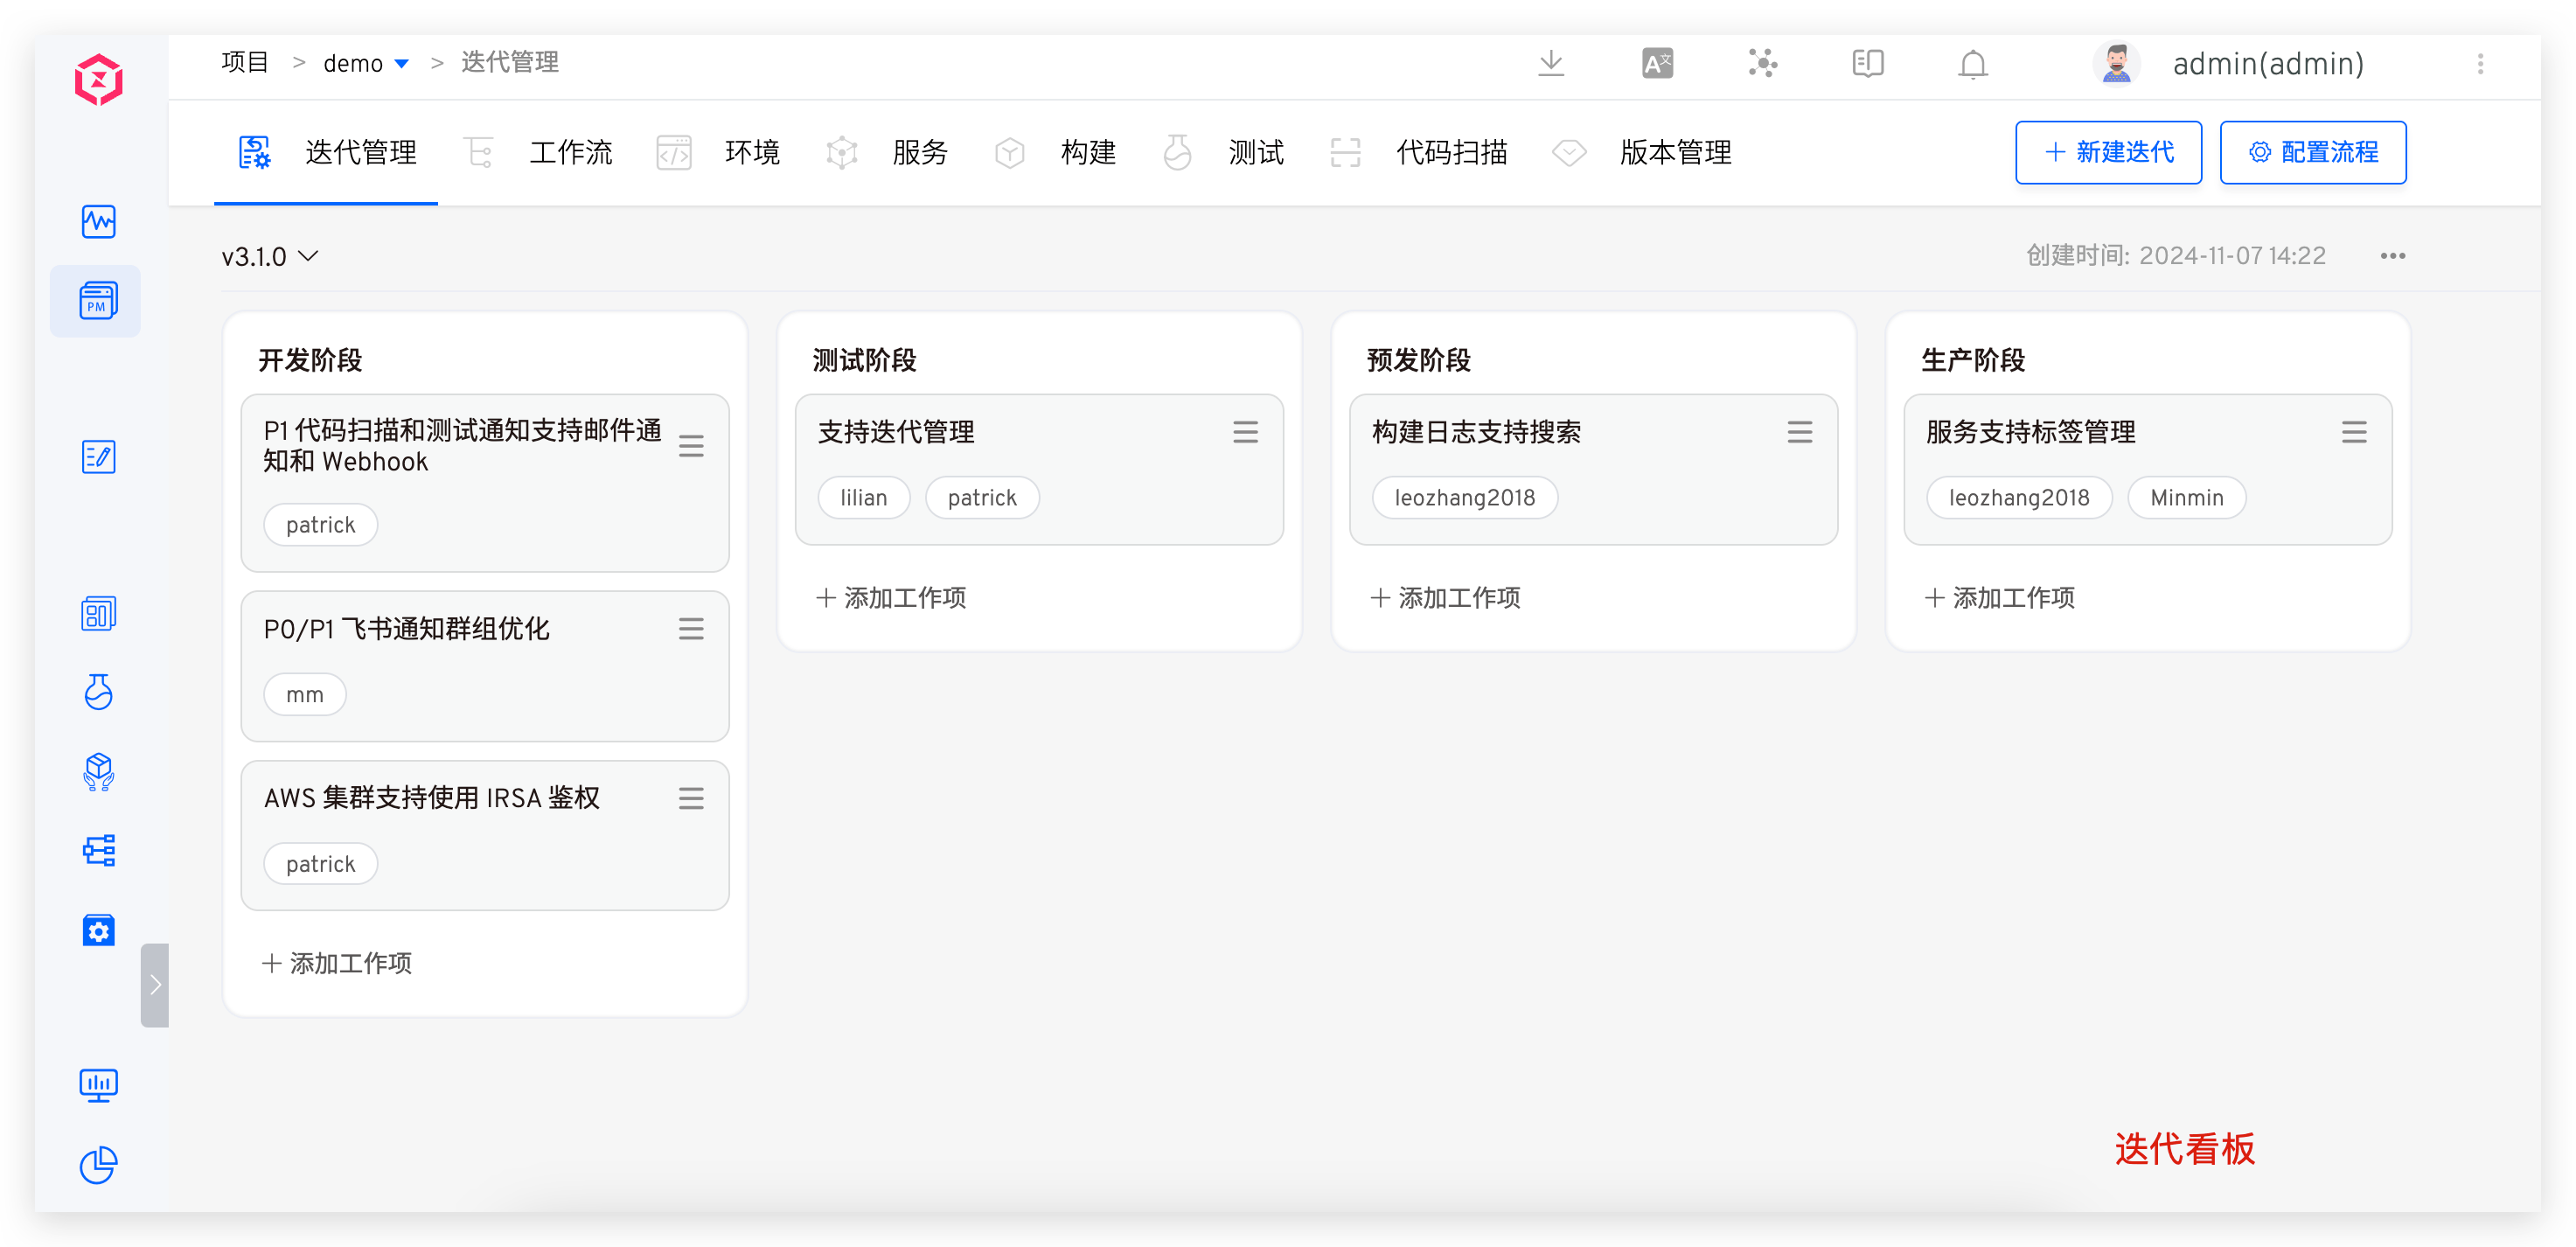 项目 > demo > 迭代管理
A文
admin(admin)
迭代管理 工作流 环境 服务 构建 测试 代码扫描 版本管理
+ 新建迭代 配置流程
v3.1.0
创建时间: 2024-11-07 14:22
PM
开发阶段
P1 代码扫描和测试通知支持邮件通
知和 Webhook
patrick
P0/P1 飞书通知群组优化
mm
AWS 集群支持使用 IRSA 鉴权
patrick
+ 添加工作项
测试阶段
支持迭代管理
lilian patrick
+ 添加工作项
预发阶段
构建日志支持搜索
leozhang2018
+ 添加工作项
生产阶段
服务支持标签管理
leozhang2018 Minmin
+ 添加工作项
迭代看板